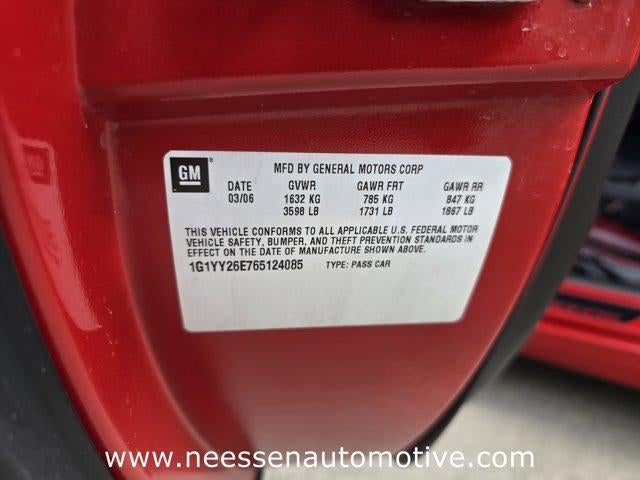 GM
MFD BY GENERAL MOTORS CORP
DATE GVWR GAWR FRT GAWR RR
03/06 1632 KG 785 KG 847 KG
3598 LB 1731 LB 1867 LB
THIS VEHICLE CONFORMS TO ALL APPLICABLE U.S. FEDERAL MOTOR
VEHICLE SAFETY, BUMPER, AND THEFT PREVENTION STANDARDS IN
EFFECT ON THE DATE OF MANUFACTURE SHOWN ABOVE.
1G1YY26E765124085 TYPE: PASS CAR
www.neessenautomotive.com/